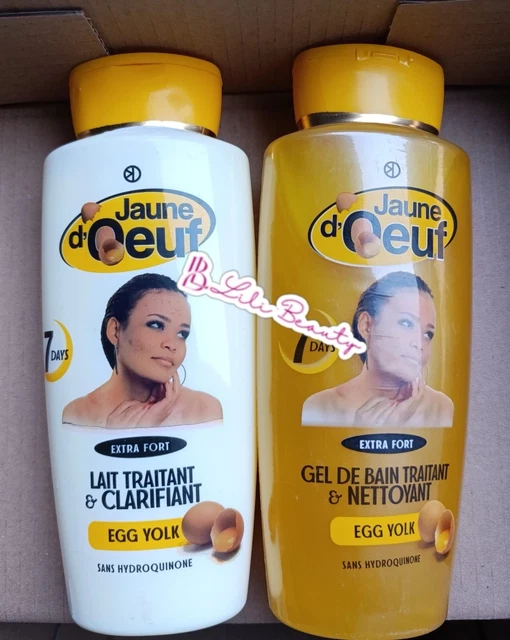 Jaune
d'Oeuf
7
DAYS
EXTRA FORT
LAIT TRAITANT
& CLARIFIANT
EGG YOLK
SANS HYDROQUINONE
Jaune
d'Oeuf
7
DAYS
EXTRA FORT
GEL DE BAIN TRAITANT
& NETTOYANT
EGG YOLK
SANS HYDROQUINONE
B.Lili Beauty